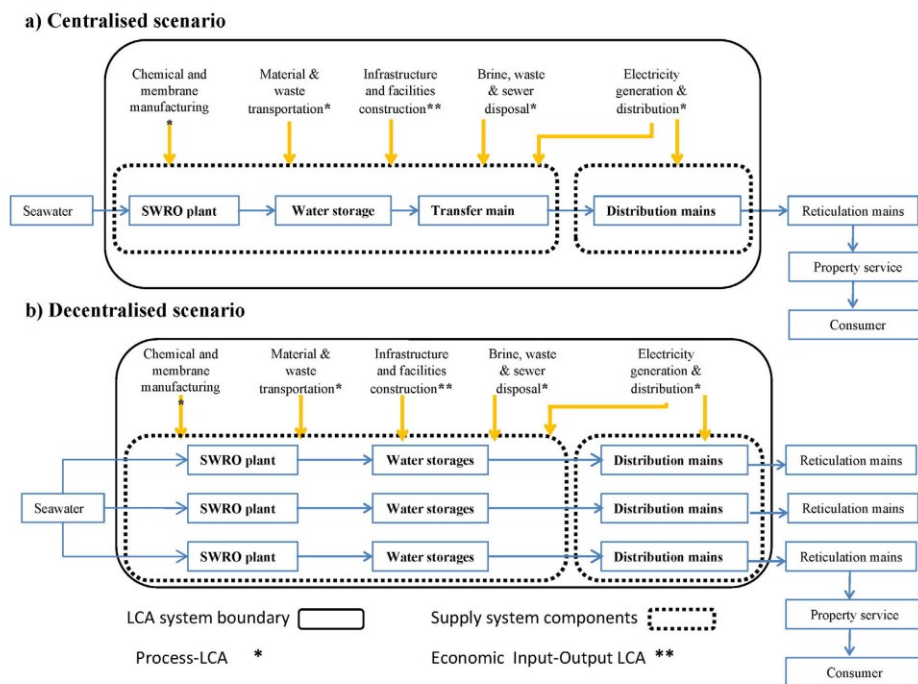 a) Centralised scenario
Chemical and
membrane
manufacturing
*
Material &
waste
transportation*
Infrastructure
and facilities
construction**
Brine, waste
& sewer
disposal*
Electricity
generation &
distribution*
Seawater
SWRO plant
Water storage
Transfer main
Distribution mains
Reticulation mains
Property service
Consumer
b) Decentralised scenario
Chemical and
membrane
manufacturing
*
Material &
waste
transportation*
Infrastructure
and facilities
construction**
Brine, waste
& sewer
disposal*
Electricity
generation &
distribution*
SWRO plant
Water storages
Distribution mains
Reticulation mains
Seawater
SWRO plant
Water storages
Distribution mains
Reticulation mains
SWRO plant
Water storages
Distribution mains
Reticulation mains
Property service
Consumer
LCA system boundary
Supply system components
Process-LCA *
Economic Input-Output LCA **